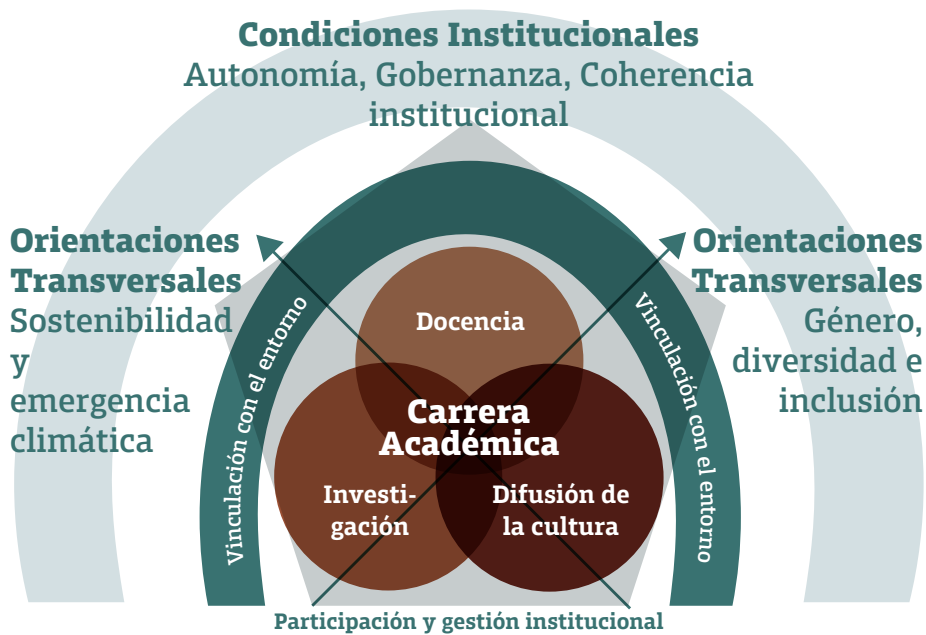 Condiciones Institucionales
Autonomía, Gobernanza, Coherencia
institucional
Orientaciones
Transversales
Sostenibilidad
y
emergencia
climática
Orientaciones
Transversales
Género,
diversidad e
inclusión
Vinculación con el entorno
Vinculación con el entorno
Docencia
Carrera
Académica
Investi-
gación
Difusión de
la cultura
Participación y gestión institucional